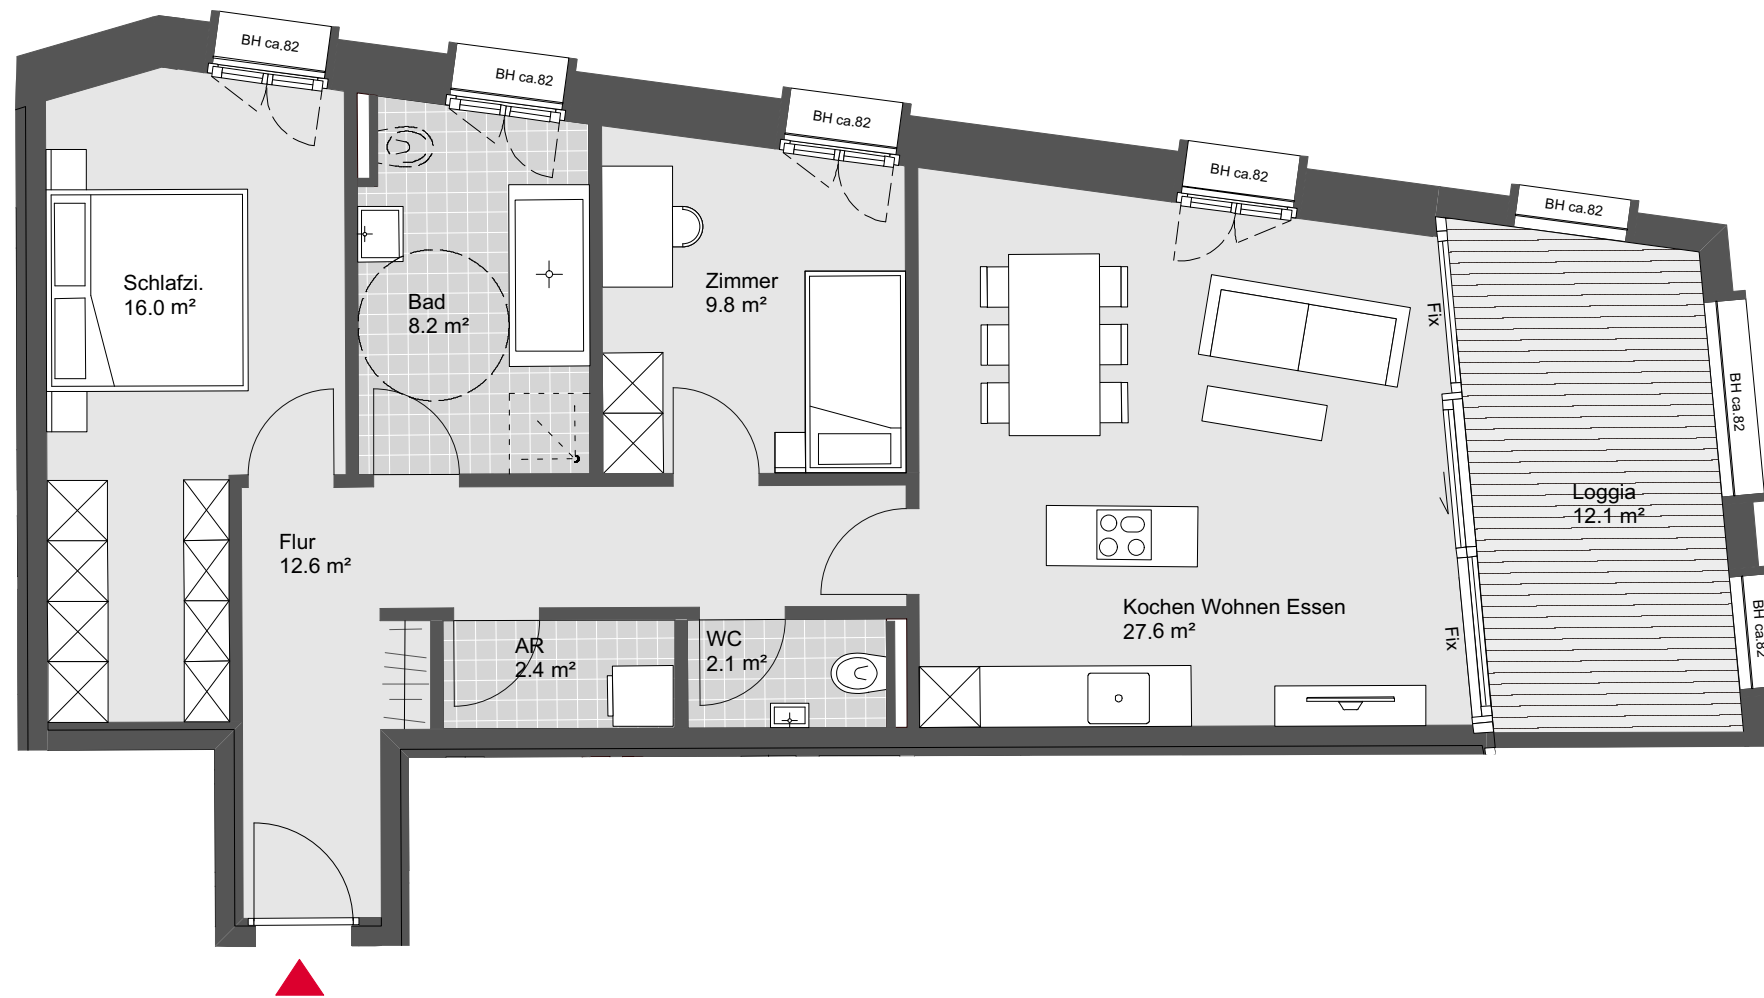 BH ca.82
BH ca.82
BH ca.82
BH ca.82
BH ca.82
Schlafzi.
16.0 m²
Bad
8.2 m²
Zimmer
9.8 m²
Fix
BH ca.82
Loggia
12.1 m²
Flur
12.6 m²
Kochen Wohnen Essen
27.6 m²
Fix
BH ca.82
AR
2.4 m²
WC
2.1 m²